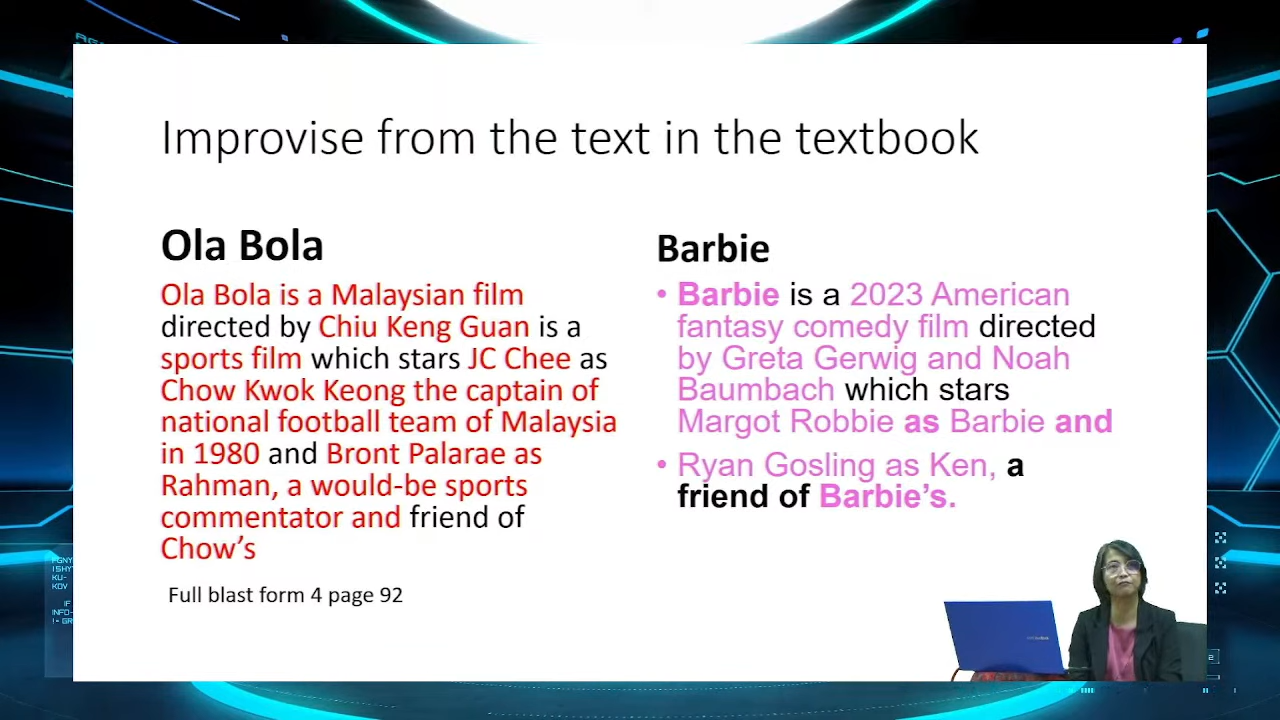 Improvise from the text in the textbook
Ola Bola
Ola Bola is a Malaysian film
directed by Chiu Keng Guan is a
sports film which stars JC Chee as
Chow Kwok Keong the captain of
national football team of Malaysia
in 1980 and Bront Palarae as
Rahman, a would-be sports
commentator and friend of
Chow’s
Full blast form 4 page 92
Barbie
• Barbie is a 2023 American
fantasy comedy film directed
by Greta Gerwig and Noah
Baumbach which stars
Margot Robbie as Barbie and
• Ryan Gosling as Ken, a
friend of Barbie’s.